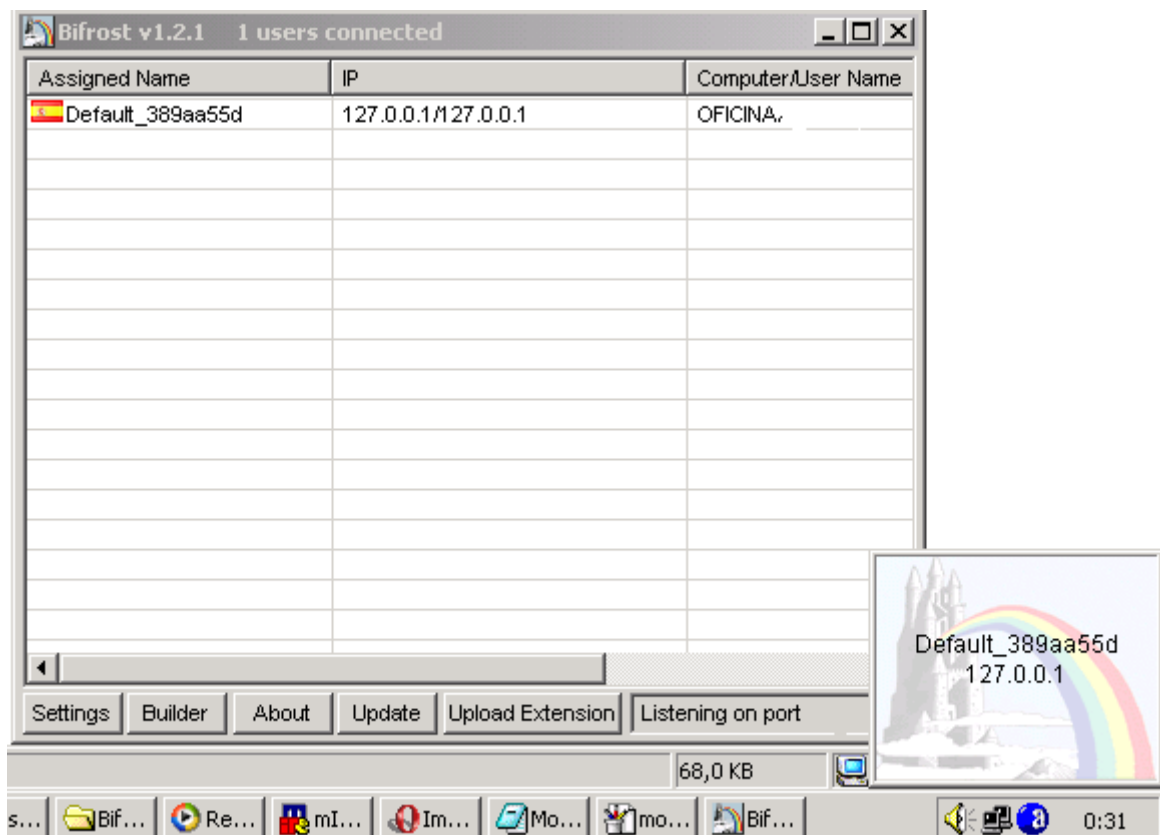 Bifrost v1.2.1 1 users connected
Assigned Name IP Computer/User Name
Default_389aa55d 127.0.0.1/127.0.0.1 OFICINA
Default_389aa55d
127.0.0.1
Settings Builder About Update Upload Extension Listening on port
68,0 KB
s... Bif... Re... mI... Im... Mo... mo... Bif... 0:31